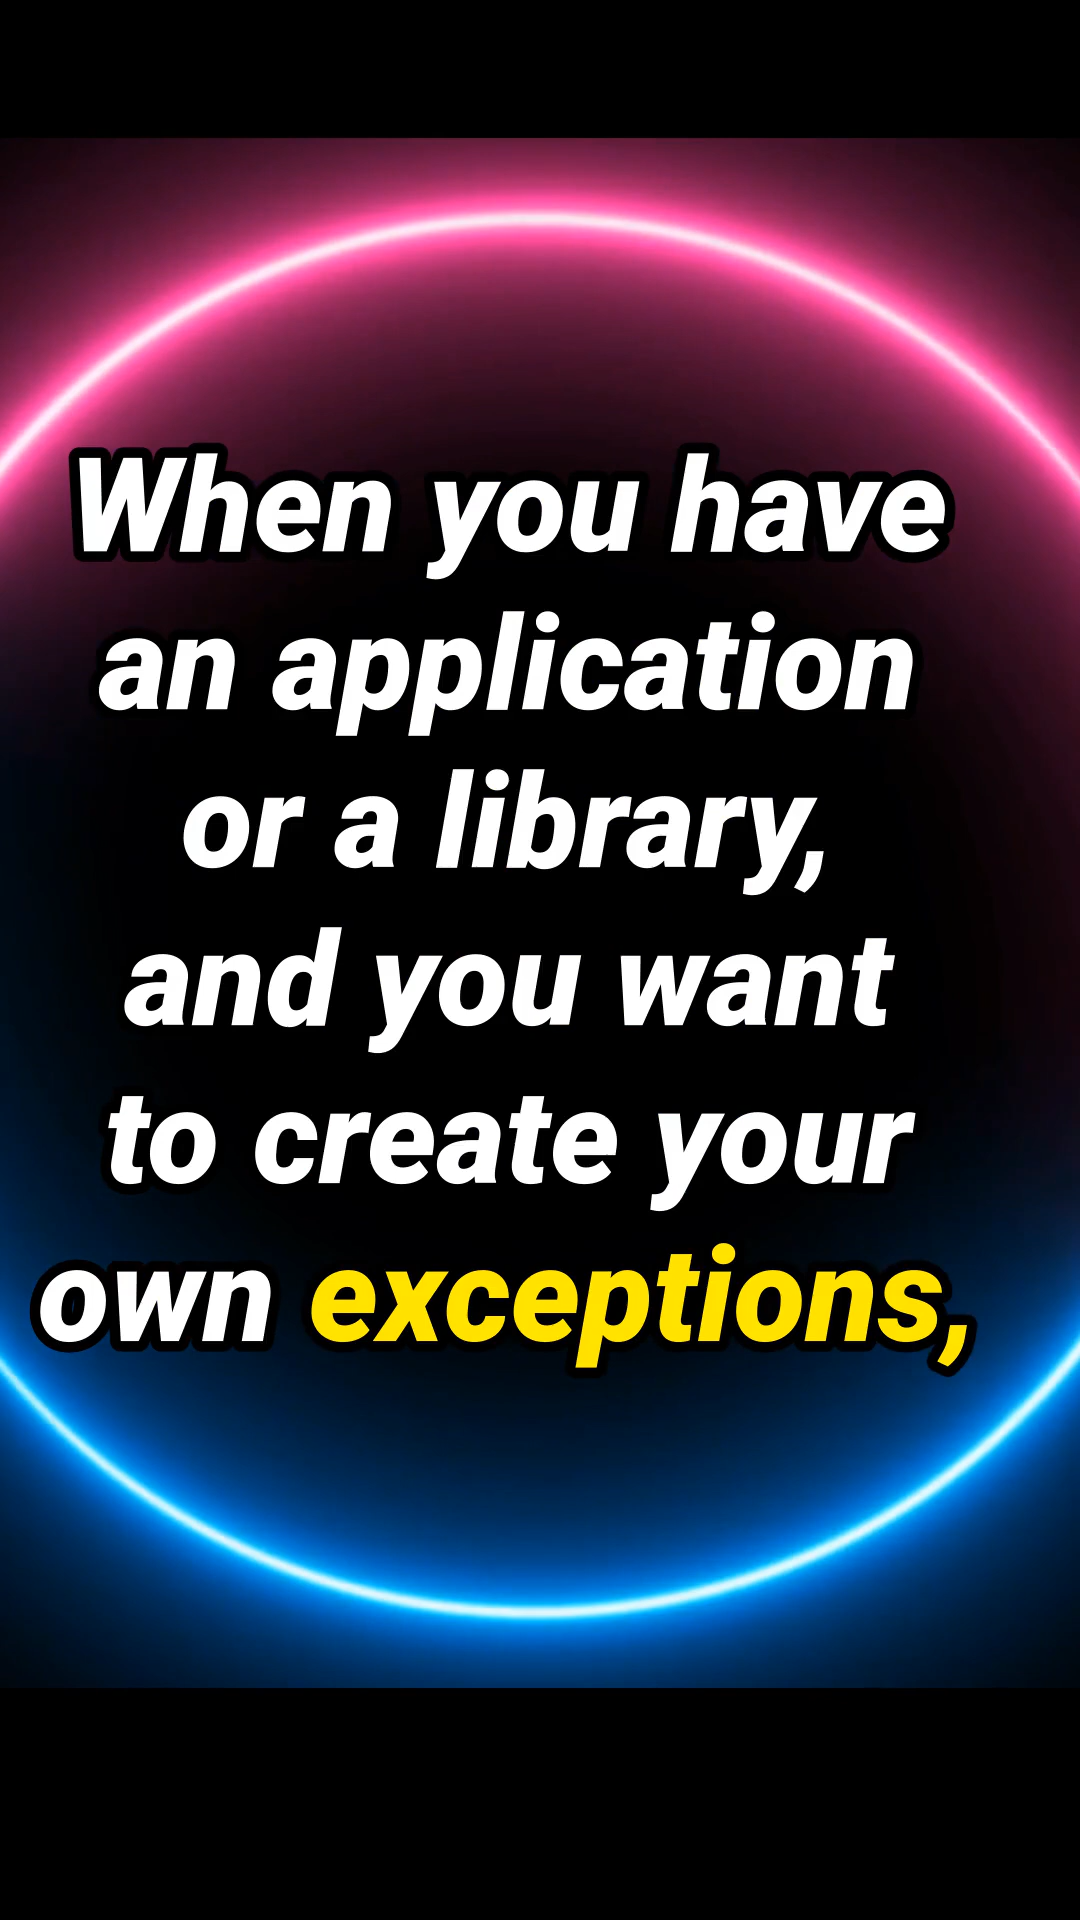 When you have
an application
or a library,
and you want
to create your
own exceptions,